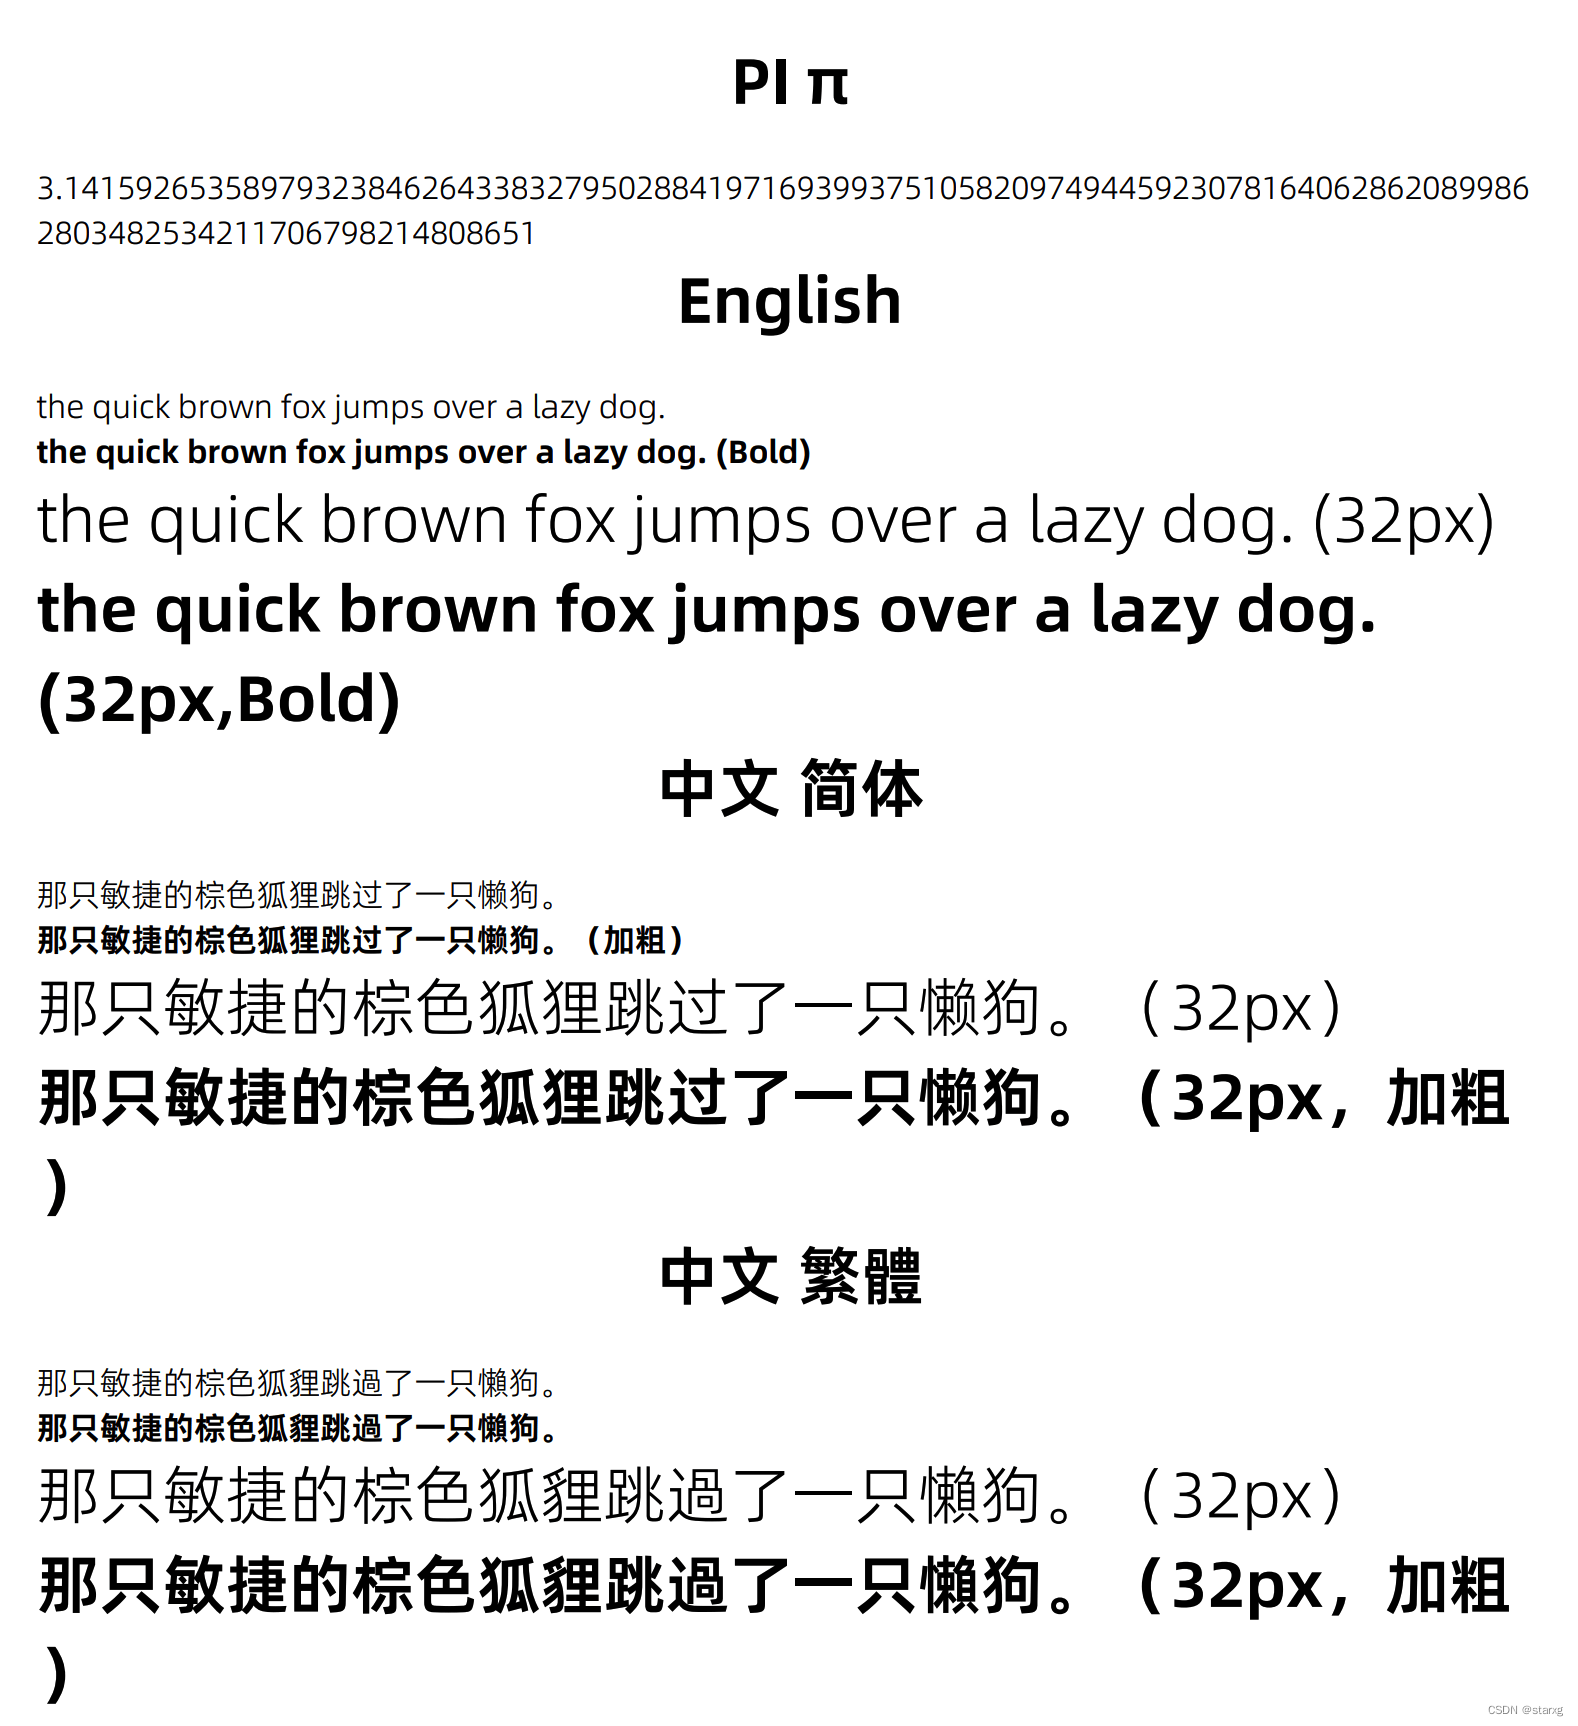 PI π
3.1415926535897932384626433832795028841971693993751058209749445923078164062862089986
2803482534211706798214808651
English
the quick brown fox jumps over a lazy dog.
the quick brown fox jumps over a lazy dog. (Bold)
the quick brown fox jumps over a lazy dog. (32px)
the quick brown fox jumps over a lazy dog.
(32px,Bold)
中文 简体
那只敏捷的棕色狐狸跳过了一只懒狗。
那只敏捷的棕色狐狸跳过了一只懒狗。（加粗）
那只敏捷的棕色狐狸跳过了一只懒狗。（32px）
那只敏捷的棕色狐狸跳过了一只懒狗。（32px，加粗
）
中文 繁體
那只敏捷的棕色狐貍跳過了一只懶狗。
那只敏捷的棕色狐貍跳過了一只懶狗。
那只敏捷的棕色狐貍跳過了一只懶狗。（32px）
那只敏捷的棕色狐貍跳過了一只懶狗。（32px，加粗
）
CSDN @starxg